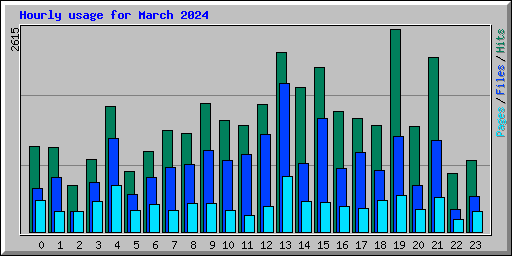 Hourly usage for March 2024
2615
Pages / Files / Hits
0 1 2 3 4 5 6 7 8 9 10 11 12 13 14 15 16 17 18 19 20 21 22 23